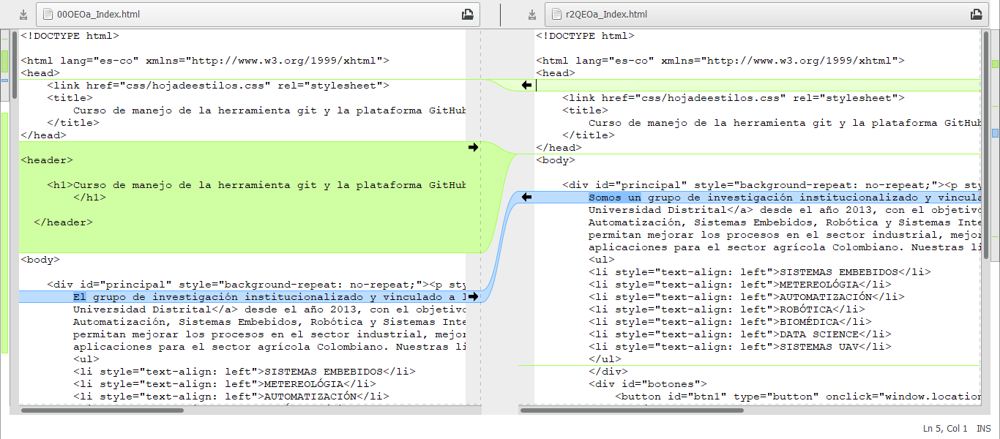 00OEOa_Index.html
<!DOCTYPE html>
<html lang="es-co" xmlns="http://www.w3.org/1999/xhtml">
<head>
<link href="css/hojadeestilos.css" rel="stylesheet">
<title>
Curso de manejo de la herramienta git y la plataforma GitHub
</title>
</head>
<header>
<h1>Curso de manejo de la herramienta git y la plataforma GitHub
</h1>
</header>
<body>
<div id="principal" style="background-repeat: no-repeat;"><p sty
El grupo de investigación institucionalizado y vinculado a l
Universidad Distrital</a> desde el año 2013, con el objetivo
Automatización, Sistemas Embebidos, Robótica y Sistemas Inte
permitan mejorar los procesos en el sector industrial, mejor
aplicaciones para el sector agrícola Colombiano. Nuestras li
<ul>
<li style="text-align: left">SISTEMAS EMBEBIDOS</li>
<li style="text-align: left">METEREOLÓGIA</li>
<li style="text-align: left">AUTOMATIZACIÓN</li>
r2QEOa_Index.html
<!DOCTYPE html>
<html lang="es-co" xmlns="http://www.w3.org/1999/xhtml">
<head>
<link href="css/hojadeestilos.css" rel="stylesheet">
<title>
Curso de manejo de la herramienta git y la plataforma GitHub
</title>
</head>
<body>
<div id="principal" style="background-repeat: no-repeat;"><p sty
Somos un grupo de investigación institucionalizado y vincula
Universidad Distrital</a> desde el año 2013, con el objetivo
Automatización, Sistemas Embebidos, Robótica y Sistemas Inte
permitan mejorar los procesos en el sector industrial, mejor
aplicaciones para el sector agrícola Colombiano. Nuestras li
<ul>
<li style="text-align: left">SISTEMAS EMBEBIDOS</li>
<li style="text-align: left">METEREOLÓGIA</li>
<li style="text-align: left">AUTOMATIZACIÓN</li>
<li style="text-align: left">ROBÓTICA</li>
<li style="text-align: left">BIOMÉDICA</li>
<li style="text-align: left">DATA SCIENCE</li>
<li style="text-align: left">SISTEMAS UAV</li>
</ul>
</div>
<div id="botones">
<button id="btn1" type="button" onclick="window.location
Ln 5, Col 1 INS